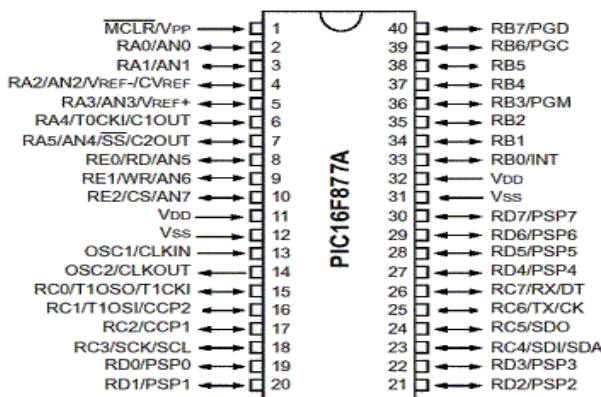 MCLR/VPP 1 40 RB7/PGD
RA0/AN0 2 39 RB6/PGC
RA1/AN1 3 38 RB5
RA2/AN2/VREF-/CVREF 4 37 RB4
RA3/AN3/VREF+ 5 36 RB3/PGM
RA4/T0CKI/C1OUT 6 35 RB2
RA5/AN4/SS/C2OUT 7 34 RB1
RE0/RD/AN5 8 33 RB0/INT
RE1/WR/AN6 9 32 VDD
RE2/CS/AN7 10 31 VSS
VDD 11 30 RD7/PSP7
VSS 12 29 RD6/PSP6
OSC1/CLKIN 13 28 RD5/PSP5
OSC2/CLKOUT 14 27 RD4/PSP4
RC0/T1OSO/T1CKI 15 26 RC7/RX/DT
RC1/T1OSI/CCP2 16 25 RC6/TX/CK
RC2/CCP1 17 24 RC5/SDO
RC3/SCK/SCL 18 23 RC4/SDI/SDA
RD0/PSP0 19 22 RD3/PSP3
RD1/PSP1 20 21 RD2/PSP2
PIC16F877A